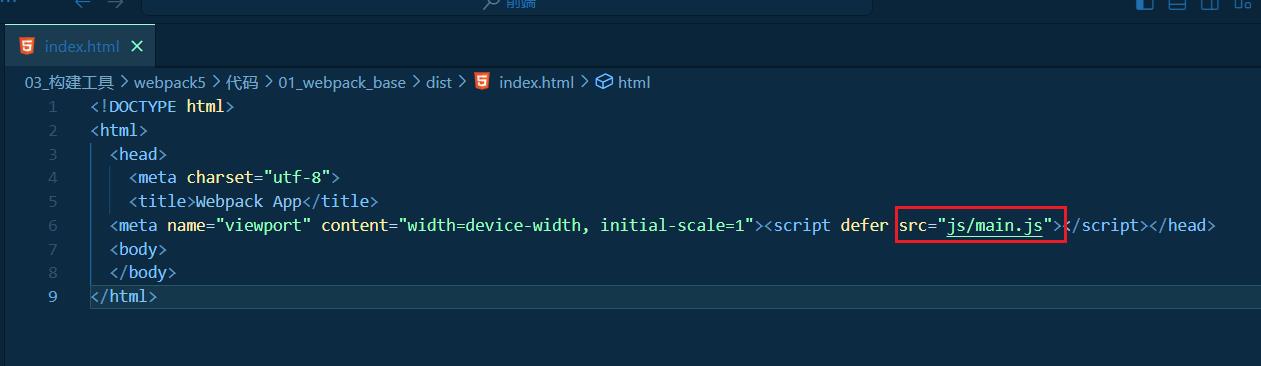 前端
index.html
03_构建工具 > webpack5 > 代码 > 01_webpack_base > dist > index.html > html
1 <!DOCTYPE html>
2 <html>
3 <head>
4 <meta charset="utf-8">
5 <title>Webpack App</title>
6 <meta name="viewport" content="width=device-width, initial-scale=1"><script defer src="js/main.js"></script></head>
7 <body>
8 </body>
9 </html>